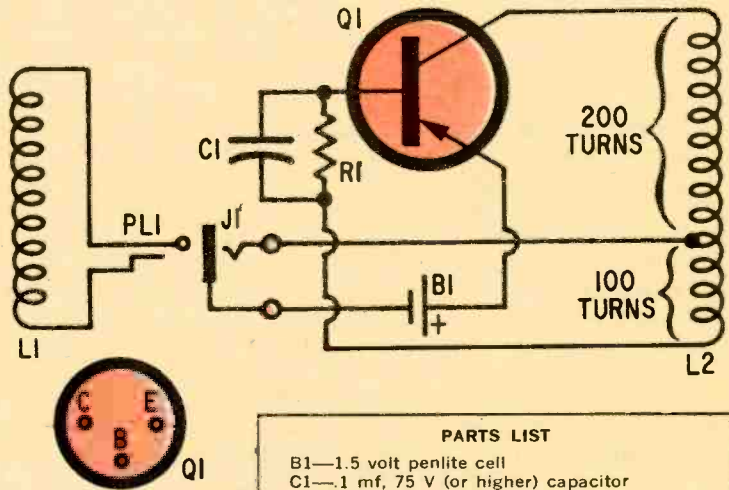 Q1
200
TURNS
C1
R1
PL1
J1
B1
+
100
TURNS
L1
L2
C
E
B
Q1
PARTS LIST
B1—1.5 volt penlite cell
C1—.1 mf, 75 V (or higher) capacitor